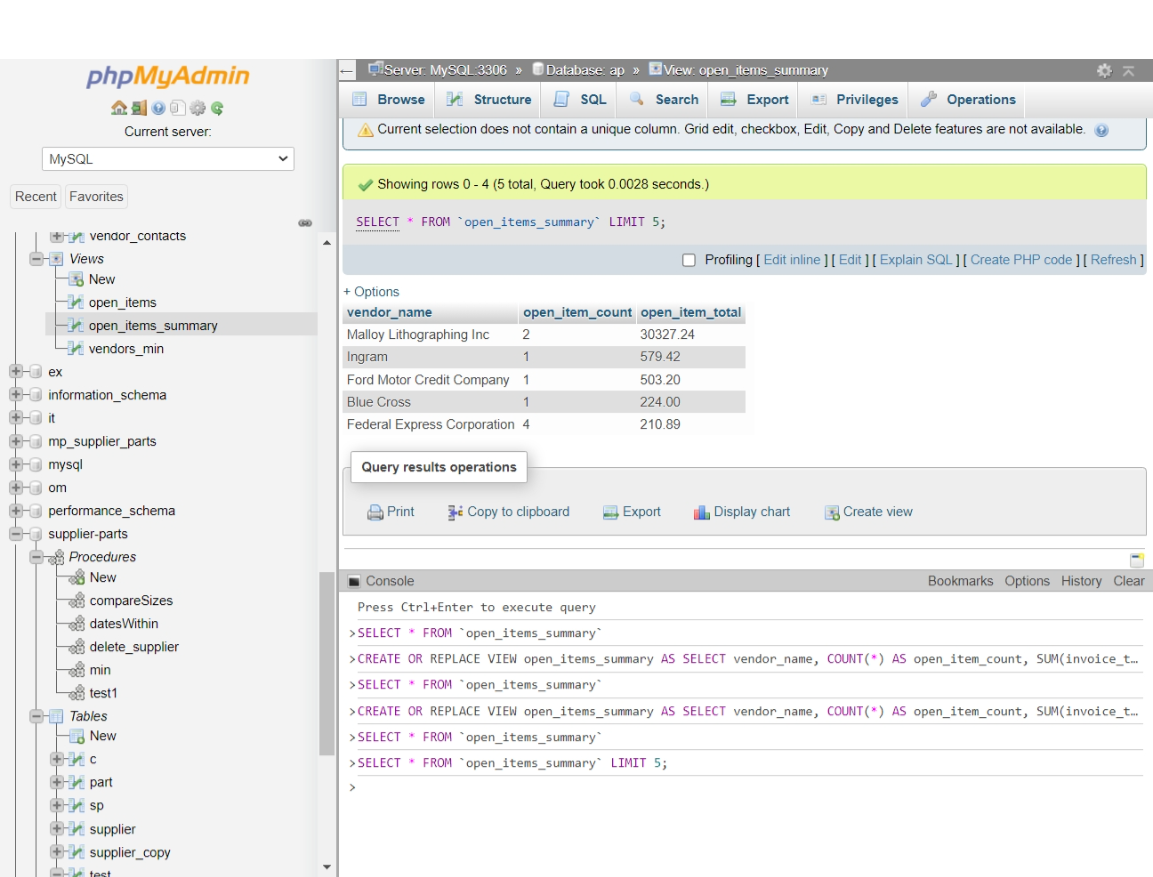 phpMyAdmin
Current server:
MySQL
Recent Favorites
vendor_contacts
Views
New
open_items
open_items_summary
vendors_min
ex
information_schema
it
mp_supplier_parts
mysql
om
performance_schema
supplier-parts
Procedures
New
compareSizes
datesWithin
delete_supplier
min
test1
Tables
New
c
part
sp
supplier
supplier_copy
test
← Server: MySQL:3306 » Database: ap » View: open_items_summary
Browse Structure SQL Search Export Privileges Operations
Current selection does not contain a unique column. Grid edit, checkbox, Edit, Copy and Delete features are not available.
Showing rows 0 - 4 (5 total, Query took 0.0028 seconds.)
SELECT * FROM `open_items_summary` LIMIT 5;
Profiling [ Edit inline ] [ Edit ] [ Explain SQL ] [ Create PHP code ] [ Refresh ]
+ Options
vendor_name open_item_count open_item_total
Malloy Lithographing Inc 2 30327.24
Ingram 1 579.42
Ford Motor Credit Company 1 503.20
Blue Cross 1 224.00
Federal Express Corporation 4 210.89
Query results operations
Print Copy to clipboard Export Display chart Create view
Console Bookmarks Options History Clear
Press Ctrl+Enter to execute query
>SELECT * FROM `open_items_summary`
>CREATE OR REPLACE VIEW open_items_summary AS SELECT vendor_name, COUNT(*) AS open_item_count, SUM(invoice_t…
>SELECT * FROM `open_items_summary`
>CREATE OR REPLACE VIEW open_items_summary AS SELECT vendor_name, COUNT(*) AS open_item_count, SUM(invoice_t…
>SELECT * FROM `open_items_summary`
>SELECT * FROM `open_items_summary` LIMIT 5;
>